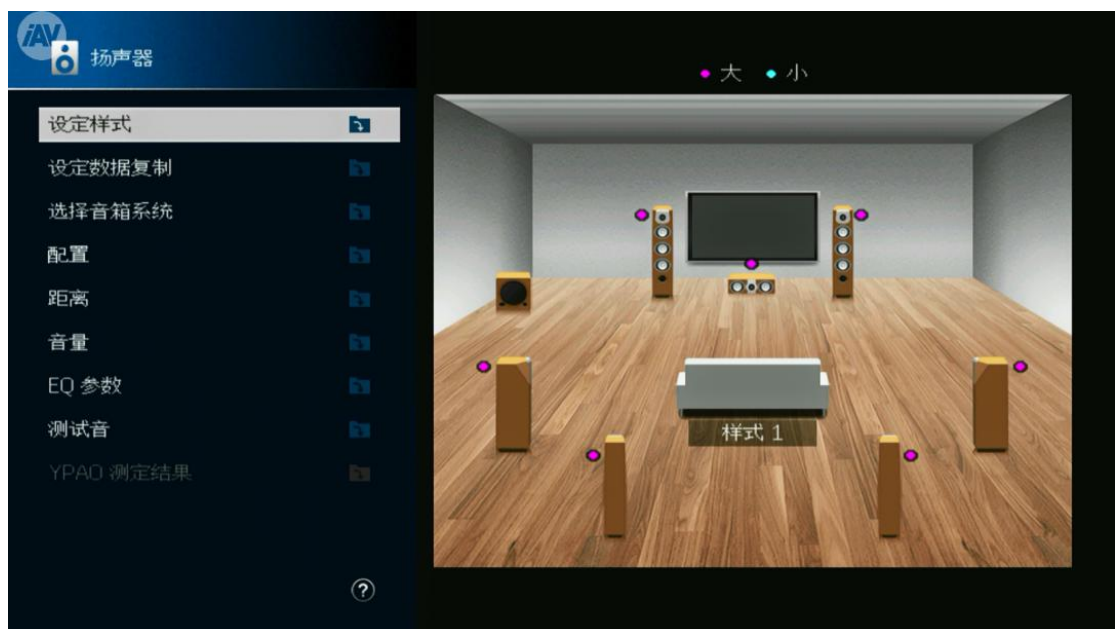 iAV
扬声器
大 小
设定样式
设定数据复制
选择音箱系统
配置
距离
音量
EQ 参数
测试音
YPAO 测定结果
样式 1
?